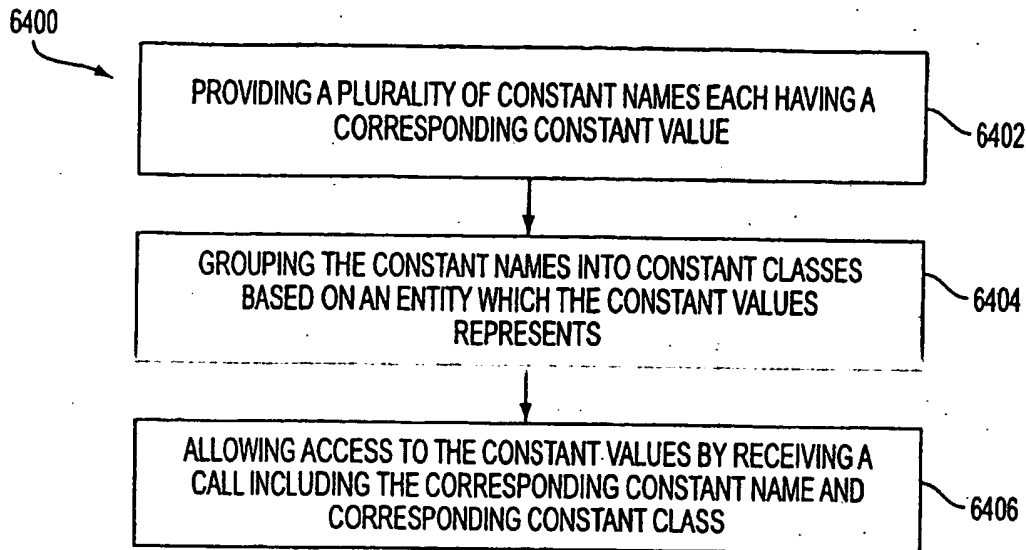 6400
PROVIDING A PLURALITY OF CONSTANT NAMES EACH HAVING A
CORRESPONDING CONSTANT VALUE
6402
GROUPING THE CONSTANT NAMES INTO CONSTANT CLASSES
BASED ON AN ENTITY WHICH THE CONSTANT VALUES
REPRESENTS
6404
ALLOWING ACCESS TO THE CONSTANT VALUES BY RECEIVING A
CALL INCLUDING THE CORRESPONDING CONSTANT NAME AND
CORRESPONDING CONSTANT CLASS
6406